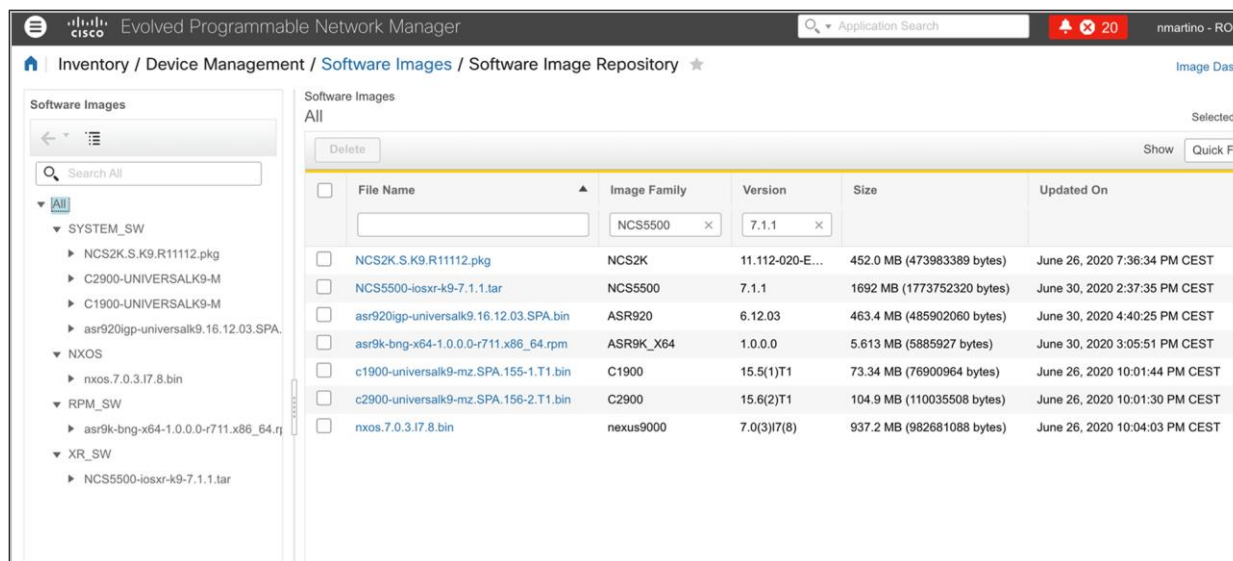 cisco Evolved Programmable Network Manager Application Search 20 nmartino - RO
Inventory / Device Management / Software Images / Software Image Repository Image Das
Software Images
Search All
All
SYSTEM_SW
NCS2K.S.K9.R11112.pkg
C2900-UNIVERSALK9-M
C1900-UNIVERSALK9-M
asr920igp-universalk9.16.12.03.SPA.
NXOS
nxos.7.0.3.I7.8.bin
RPM_SW
asr9k-bng-x64-1.0.0.0-r711.x86_64.rp
XR_SW
NCS5500-iosxr-k9-7.1.1.tar
Software Images
All Selected
Delete Show Quick F
File Name Image Family Version Size Updated On
NCS5500 7.1.1
NCS2K.S.K9.R11112.pkg NCS2K 11.112-020-E... 452.0 MB (473983389 bytes) June 26, 2020 7:36:34 PM CEST
NCS5500-iosxr-k9-7.1.1.tar NCS5500 7.1.1 1692 MB (1773752320 bytes) June 30, 2020 2:37:35 PM CEST
asr920igp-universalk9.16.12.03.SPA.bin ASR920 6.12.03 463.4 MB (485902060 bytes) June 30, 2020 4:40:25 PM CEST
asr9k-bng-x64-1.0.0.0-r711.x86_64.rpm ASR9K_X64 1.0.0.0 5.613 MB (5885927 bytes) June 30, 2020 3:05:51 PM CEST
c1900-universalk9-mz.SPA.155-1.T1.bin C1900 15.5(1)T1 73.34 MB (76900964 bytes) June 26, 2020 10:01:44 PM CEST
c2900-universalk9-mz.SPA.156-2.T1.bin C2900 15.6(2)T1 104.9 MB (110035508 bytes) June 26, 2020 10:01:30 PM CEST
nxos.7.0.3.I7.8.bin nexus9000 7.0(3)I7(8) 937.2 MB (982681088 bytes) June 26, 2020 10:04:03 PM CEST